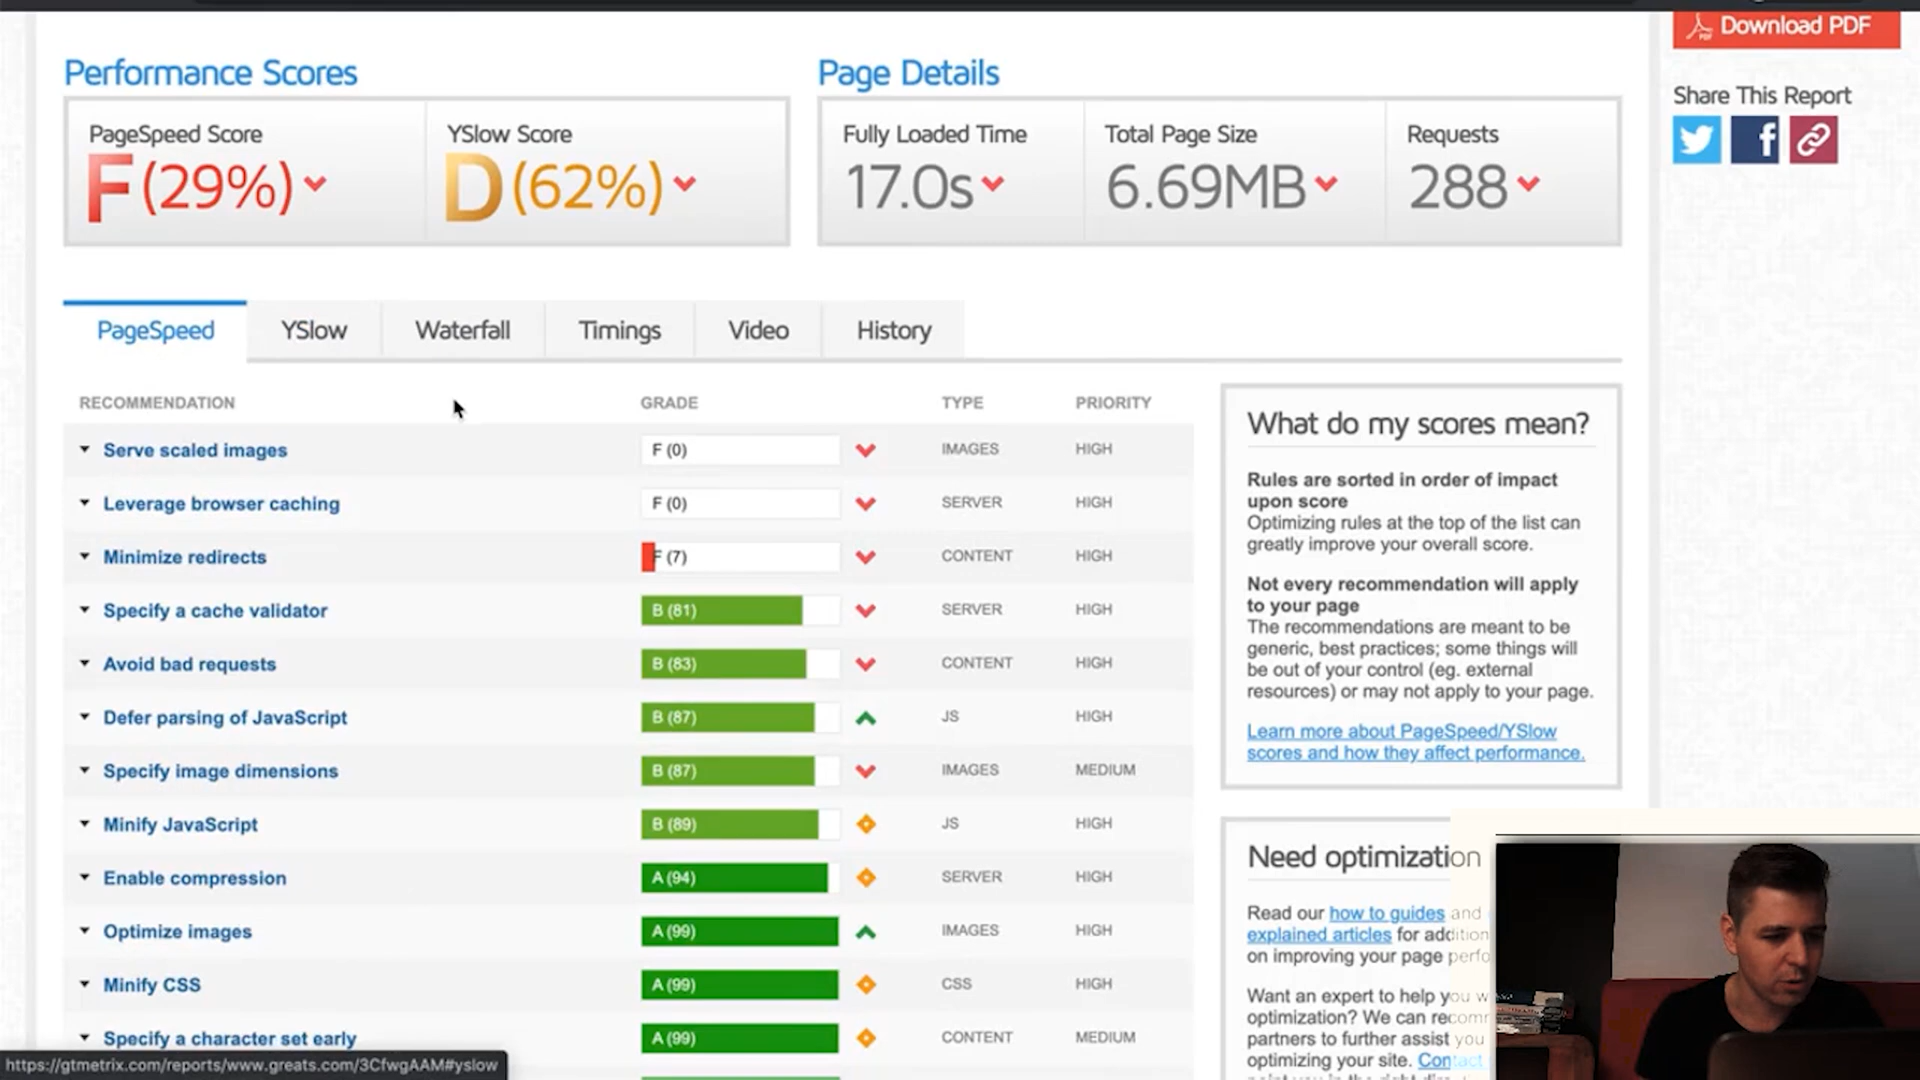 Download PDF
Performance Scores
Page Details
Share This Report
PageSpeed Score
YSlow Score
Fully Loaded Time
Total Page Size
Requests
F (29%)
D (62%)
17.0s
6.69MB
288
PageSpeed
YSlow
Waterfall
Timings
Video
History
RECOMMENDATION
GRADE
TYPE
PRIORITY
Serve scaled images
F (0)
IMAGES
HIGH
Leverage browser caching
F (0)
SERVER
HIGH
Minimize redirects
F (7)
CONTENT
HIGH
Specify a cache validator
B (81)
SERVER
HIGH
Avoid bad requests
B (83)
CONTENT
HIGH
Defer parsing of JavaScript
B (87)
JS
HIGH
Specify image dimensions
B (87)
IMAGES
MEDIUM
Minify JavaScript
B (89)
JS
HIGH
Enable compression
A (94)
SERVER
HIGH
Optimize images
A (99)
IMAGES
HIGH
Minify CSS
A (99)
CSS
HIGH
Specify a character set early
A (99)
CONTENT
MEDIUM
What do my scores mean?
Rules are sorted in order of impact
upon score
Optimizing rules at the top of the list can
greatly improve your overall score.
Not every recommendation will apply
to your page
The recommendations are meant to be
generic, best practices; some things will
be out of your control (eg. external
resources) or may not apply to your page.
Learn more about PageSpeed/YSlow
scores and how they affect performance.
Need optimization
Read our how to guides and
explained articles for addition
on improving your page perfo
Want an expert to help you w
optimization? We can recomm
partners to further assist you
optimizing your site. Contact
https://gtmetrix.com/reports/www.greats.com/3CfwgAAM#yslow